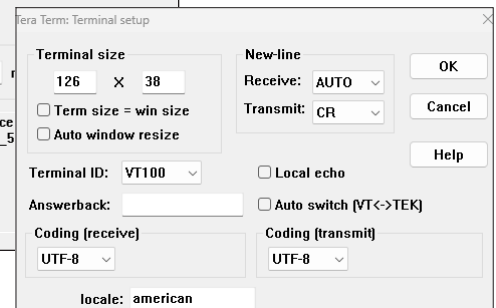 Tera Term: Terminal setup
Terminal size
126 X 38
Term size = win size
Auto window resize
New-line
Receive: AUTO
Transmit: CR
OK
Cancel
Help
Terminal ID: VT100
Local echo
Answerback:
Auto switch (VT<->TEK)
Coding (receive)
UTF-8
Coding (transmit)
UTF-8
locale: american